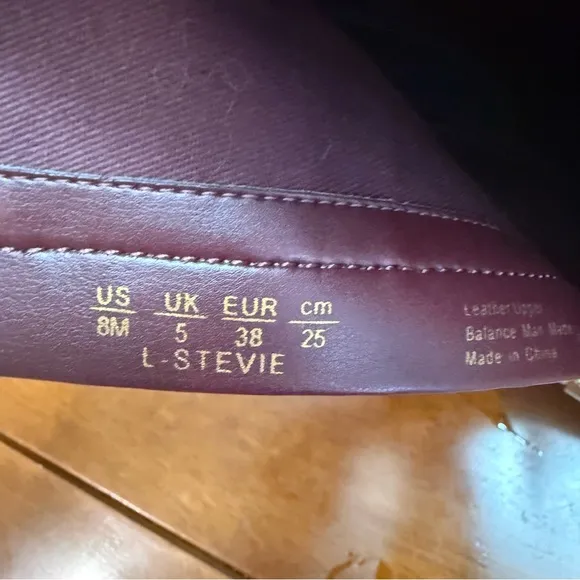 US UK EUR cm
8M 5 38 25
L-STEVIE
Leather Upper
Balance Man Made
Made in China